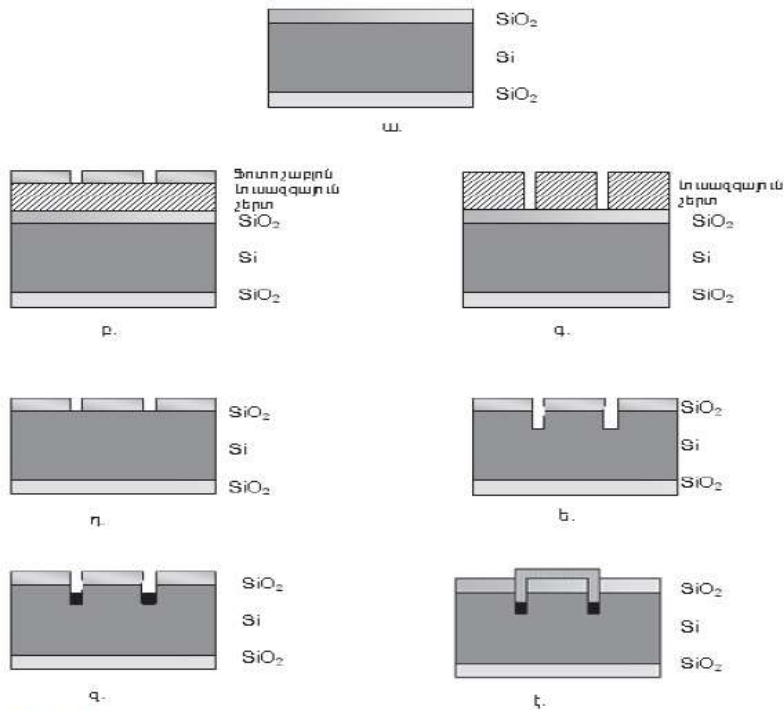 SiO₂
Si
SiO₂
ա.
Ֆոտոշաբլոն
Լուսազգայուն
շերտ
SiO₂
Si
SiO₂
բ.
Լուսազգայուն
շերտ
SiO₂
Si
SiO₂
գ.
SiO₂
Si
SiO₂
դ.
SiO₂
Si
SiO₂
ե.
SiO₂
Si
SiO₂
զ.
SiO₂
Si
SiO₂
է.